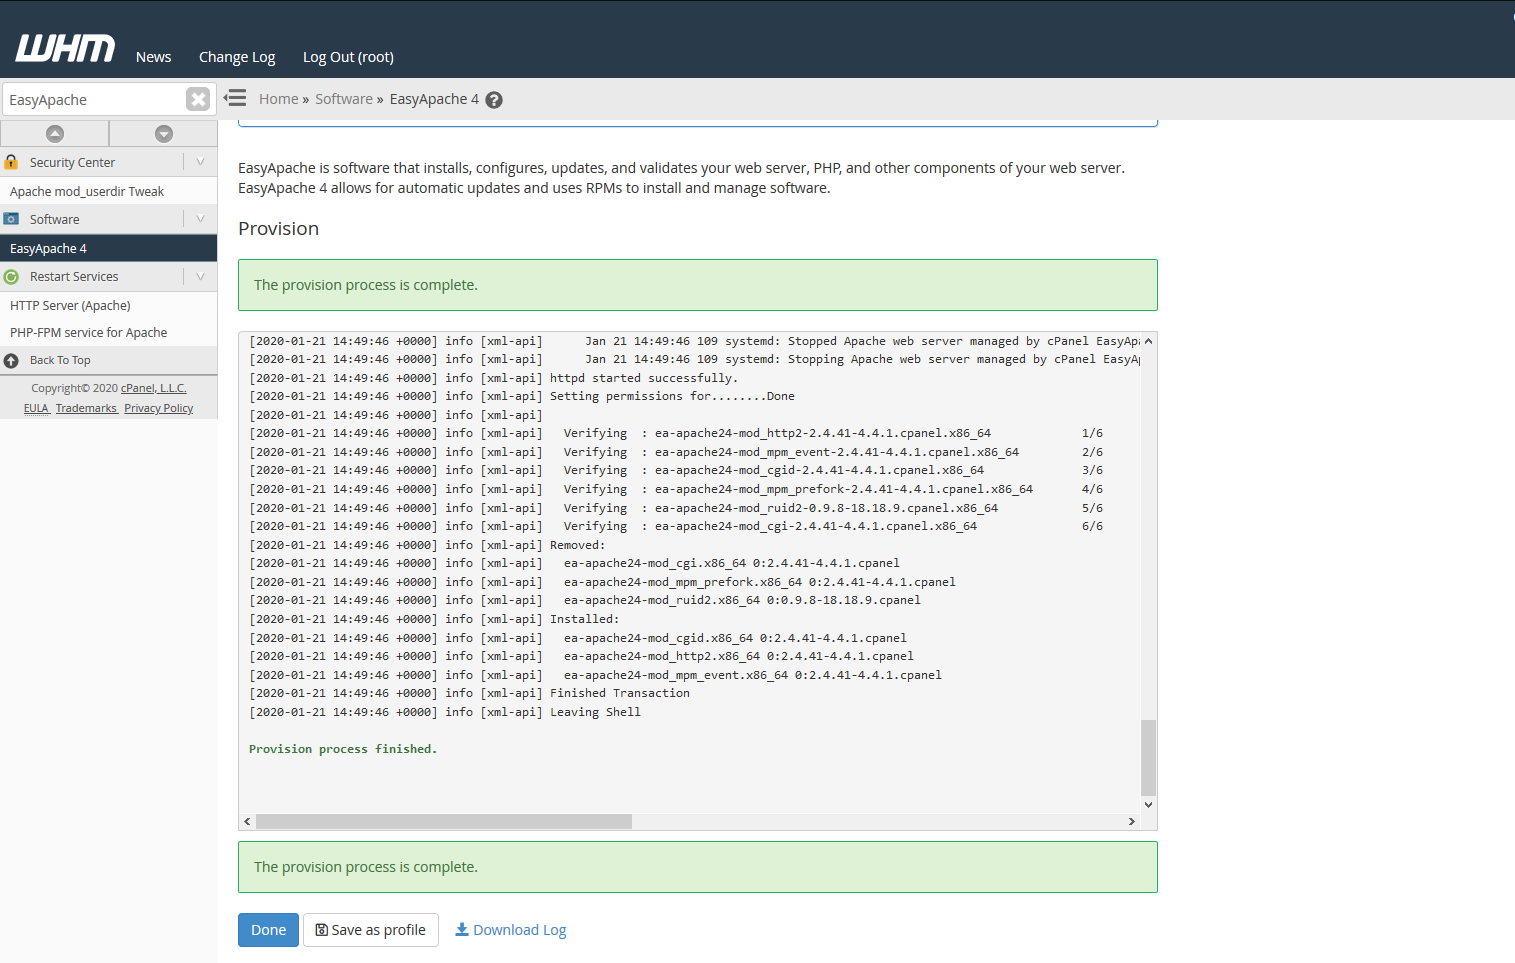 WHM News Change Log Log Out (root)
EasyApache
Home » Software » EasyApache 4
Security Center
Apache mod_userdir Tweak
Software
EasyApache 4
Restart Services
HTTP Server (Apache)
PHP-FPM service for Apache
Back To Top
Copyright© 2020 cPanel, L.L.C.
EULA Trademarks Privacy Policy
EasyApache is software that installs, configures, updates, and validates your web server, PHP, and other components of your web server.
EasyApache 4 allows for automatic updates and uses RPMs to install and manage software.
Provision
The provision process is complete.
[2020-01-21 14:49:46 +0000] info [xml-api] Jan 21 14:49:46 109 systemd: Stopped Apache web server managed by cPanel EasyAp
[2020-01-21 14:49:46 +0000] info [xml-api] Jan 21 14:49:46 109 systemd: Stopping Apache web server managed by cPanel EasyA
[2020-01-21 14:49:46 +0000] info [xml-api] httpd started successfully.
[2020-01-21 14:49:46 +0000] info [xml-api] Setting permissions for........Done
[2020-01-21 14:49:46 +0000] info [xml-api]
[2020-01-21 14:49:46 +0000] info [xml-api] Verifying : ea-apache24-mod_http2-2.4.41-4.4.1.cpanel.x86_64 1/6
[2020-01-21 14:49:46 +0000] info [xml-api] Verifying : ea-apache24-mod_mpm_event-2.4.41-4.4.1.cpanel.x86_64 2/6
[2020-01-21 14:49:46 +0000] info [xml-api] Verifying : ea-apache24-mod_cgid-2.4.41-4.4.1.cpanel.x86_64 3/6
[2020-01-21 14:49:46 +0000] info [xml-api] Verifying : ea-apache24-mod_mpm_prefork-2.4.41-4.4.1.cpanel.x86_64 4/6
[2020-01-21 14:49:46 +0000] info [xml-api] Verifying : ea-apache24-mod_ruid2-0.9.8-18.18.9.cpanel.x86_64 5/6
[2020-01-21 14:49:46 +0000] info [xml-api] Verifying : ea-apache24-mod_cgi-2.4.41-4.4.1.cpanel.x86_64 6/6
[2020-01-21 14:49:46 +0000] info [xml-api] Removed:
[2020-01-21 14:49:46 +0000] info [xml-api] ea-apache24-mod_cgi.x86_64 0:2.4.41-4.4.1.cpanel
[2020-01-21 14:49:46 +0000] info [xml-api] ea-apache24-mod_mpm_prefork.x86_64 0:2.4.41-4.4.1.cpanel
[2020-01-21 14:49:46 +0000] info [xml-api] ea-apache24-mod_ruid2.x86_64 0:0.9.8-18.18.9.cpanel
[2020-01-21 14:49:46 +0000] info [xml-api] Installed:
[2020-01-21 14:49:46 +0000] info [xml-api] ea-apache24-mod_cgid.x86_64 0:2.4.41-4.4.1.cpanel
[2020-01-21 14:49:46 +0000] info [xml-api] ea-apache24-mod_http2.x86_64 0:2.4.41-4.4.1.cpanel
[2020-01-21 14:49:46 +0000] info [xml-api] ea-apache24-mod_mpm_event.x86_64 0:2.4.41-4.4.1.cpanel
[2020-01-21 14:49:46 +0000] info [xml-api] Finished Transaction
[2020-01-21 14:49:46 +0000] info [xml-api] Leaving Shell
Provision process finished.
The provision process is complete.
Done Save as profile Download Log